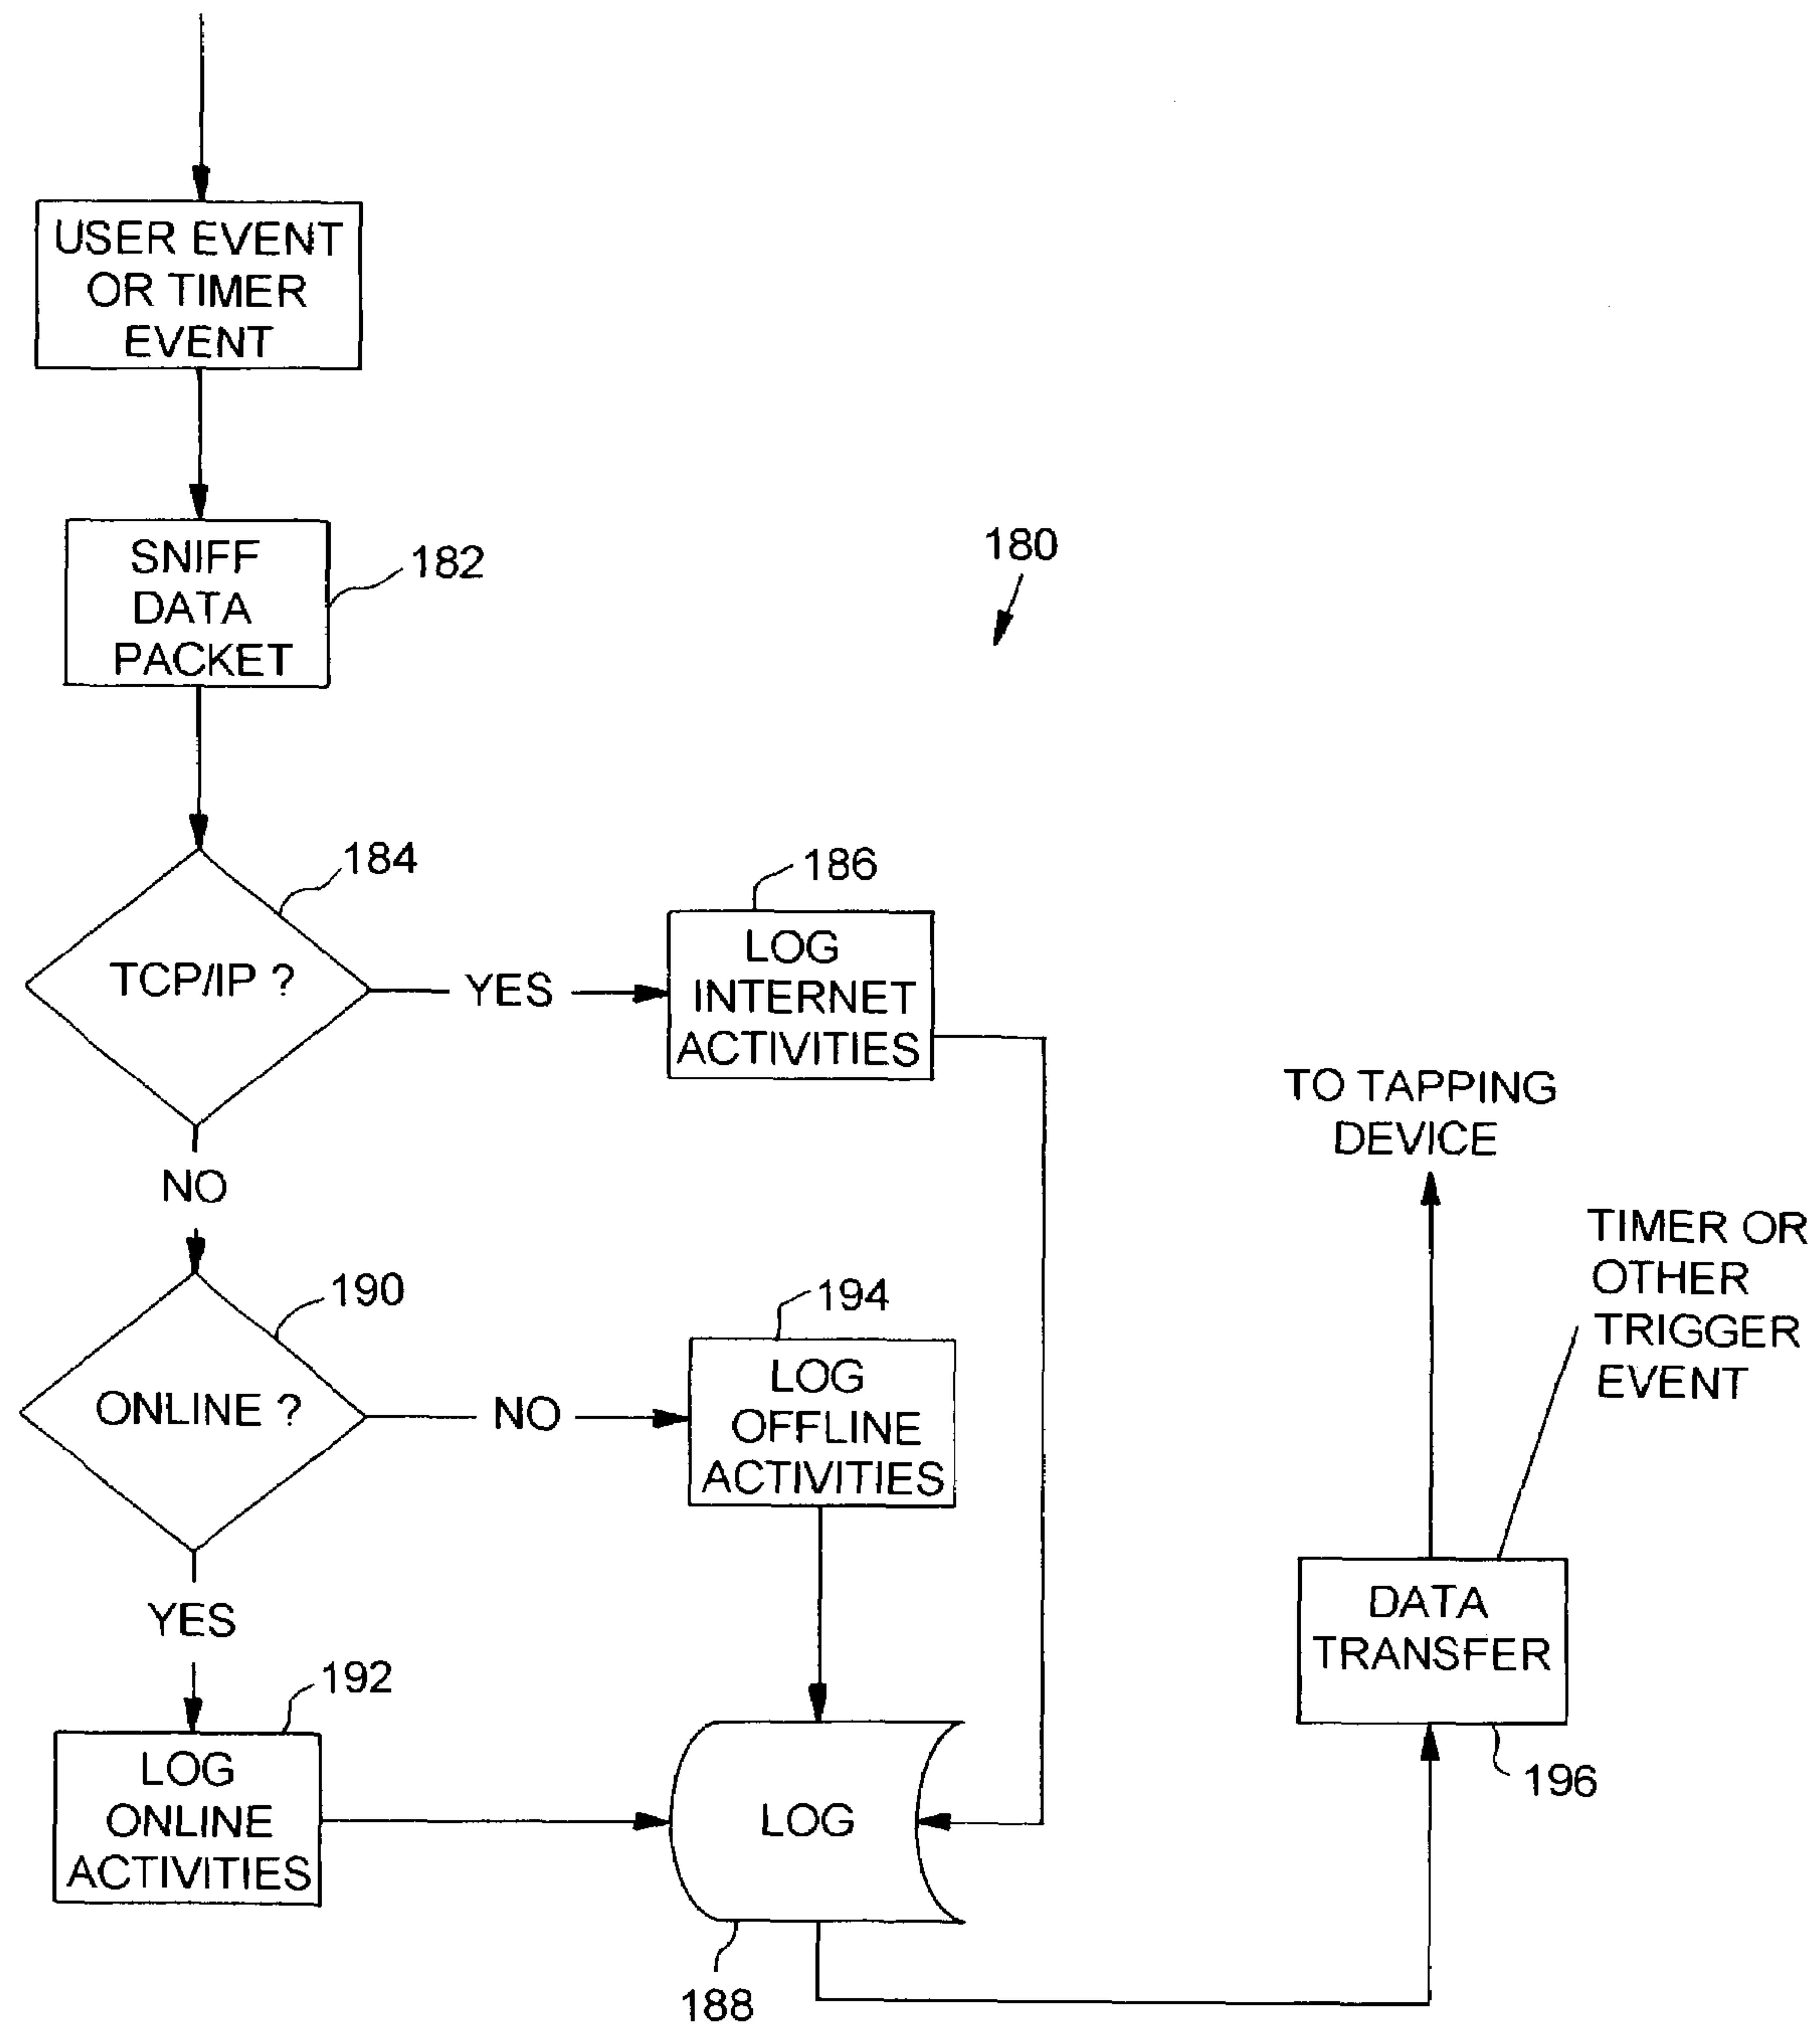 USER EVENT
OR TIMER
EVENT
SNIFF
DATA
PACKET
182
180
184
TCP/IP ?
YES
186
LOG
INTERNET
ACTIVITIES
NO
TO TAPPING
DEVICE
TIMER OR
OTHER
TRIGGER
EVENT
190
ONLINE ?
NO
194
LOG
OFFLINE
ACTIVITIES
YES
DATA
TRANSFER
196
192
LOG
ONLINE
ACTIVITIES
LOG
188